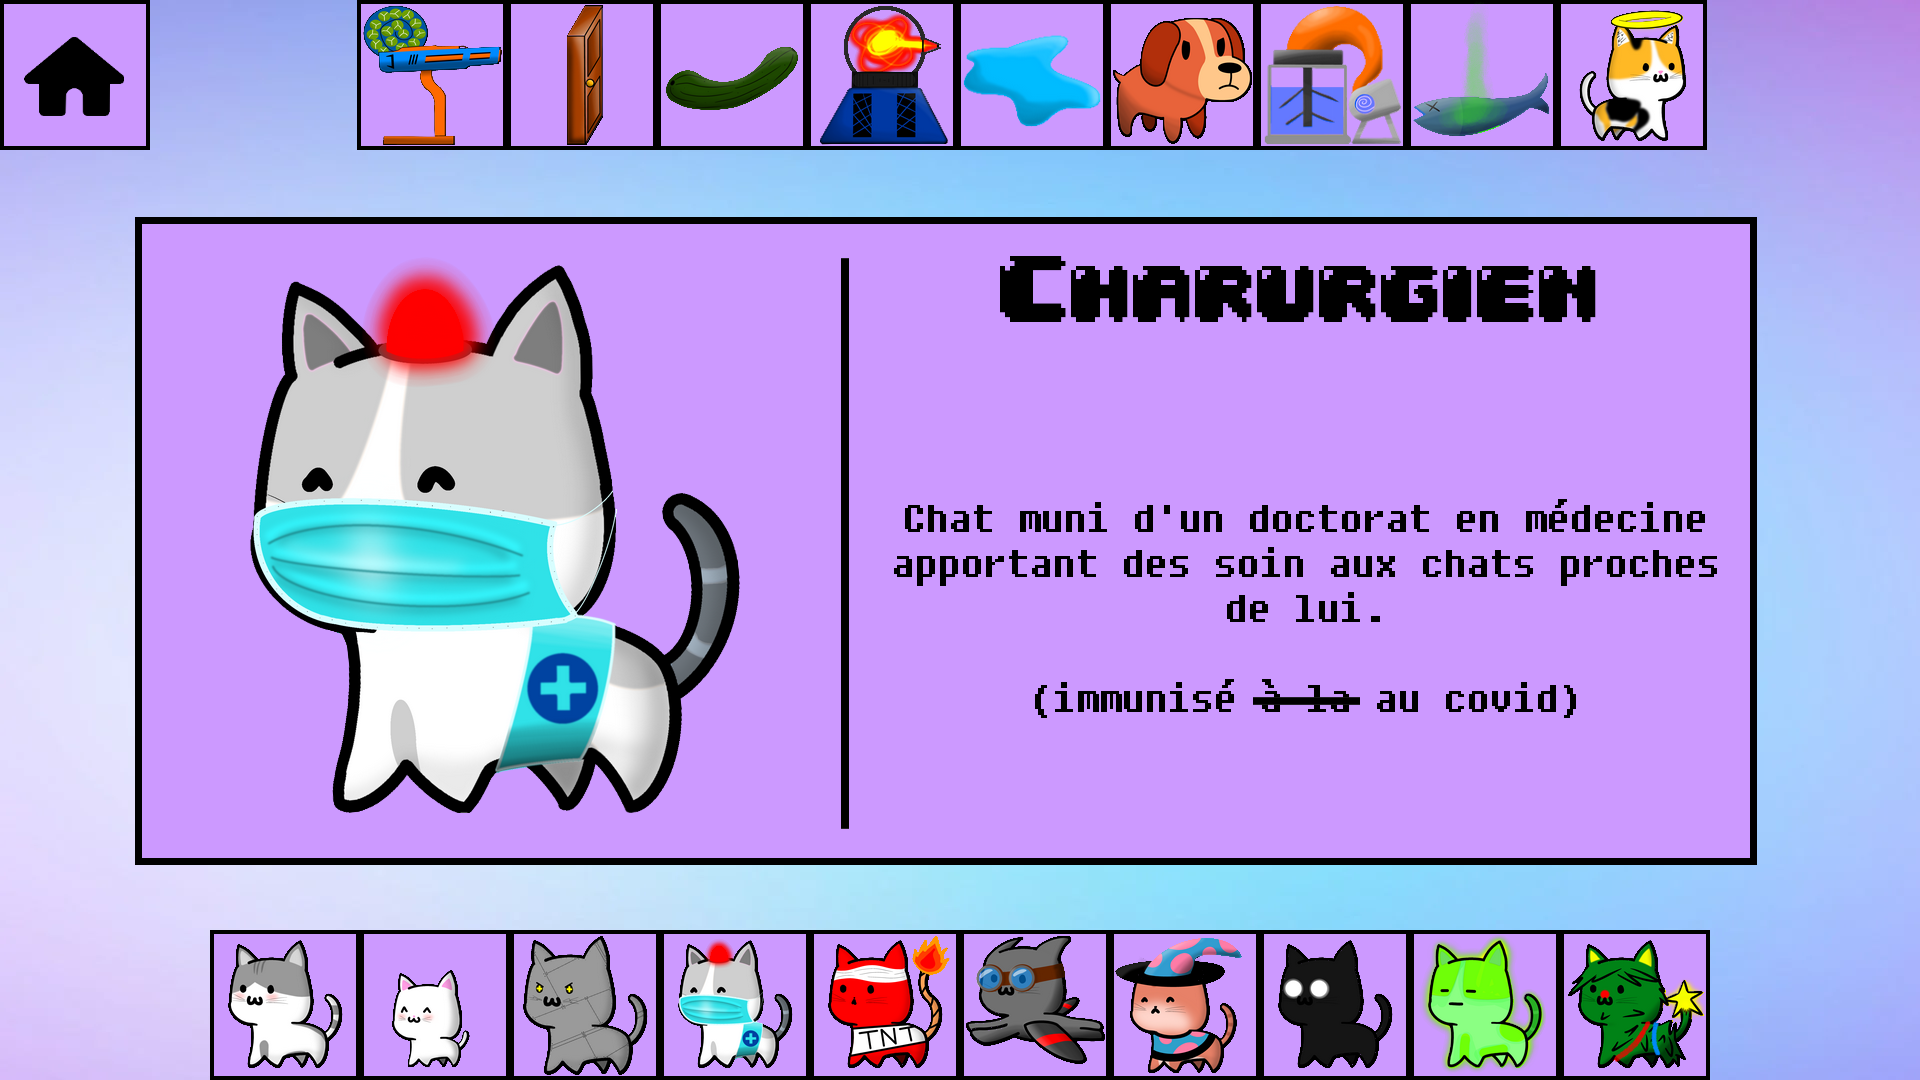 Charurgien
Chat muni d'un doctorat en médecine
apportant des soin aux chats proches
de lui.
(immunisé à la au covid)
TNT